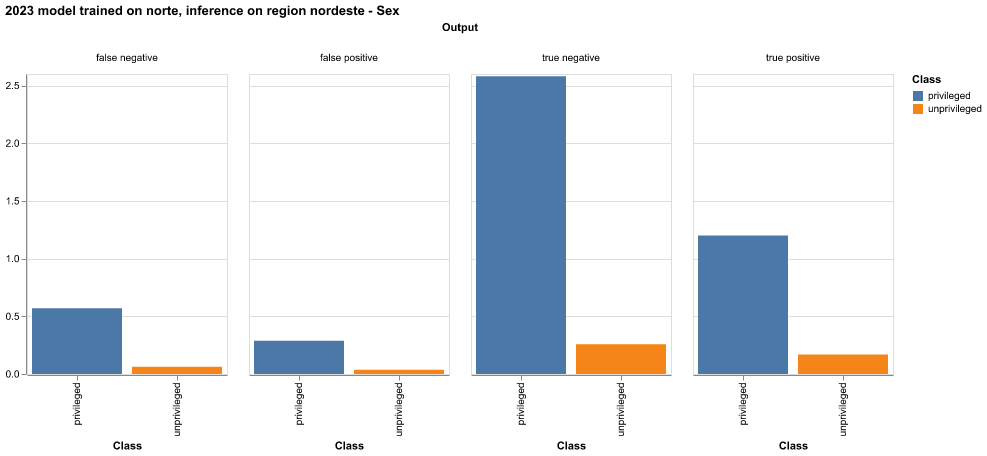 2023 model trained on norte, inference on region nordeste - Sex
Output
false negative
false positive
true negative
true positive
2.5
2.0
1.5
1.0
0.5
0.0
privileged
unprivileged
privileged
unprivileged
privileged
unprivileged
privileged
unprivileged
Class
Class
Class
Class
Class
privileged
unprivileged